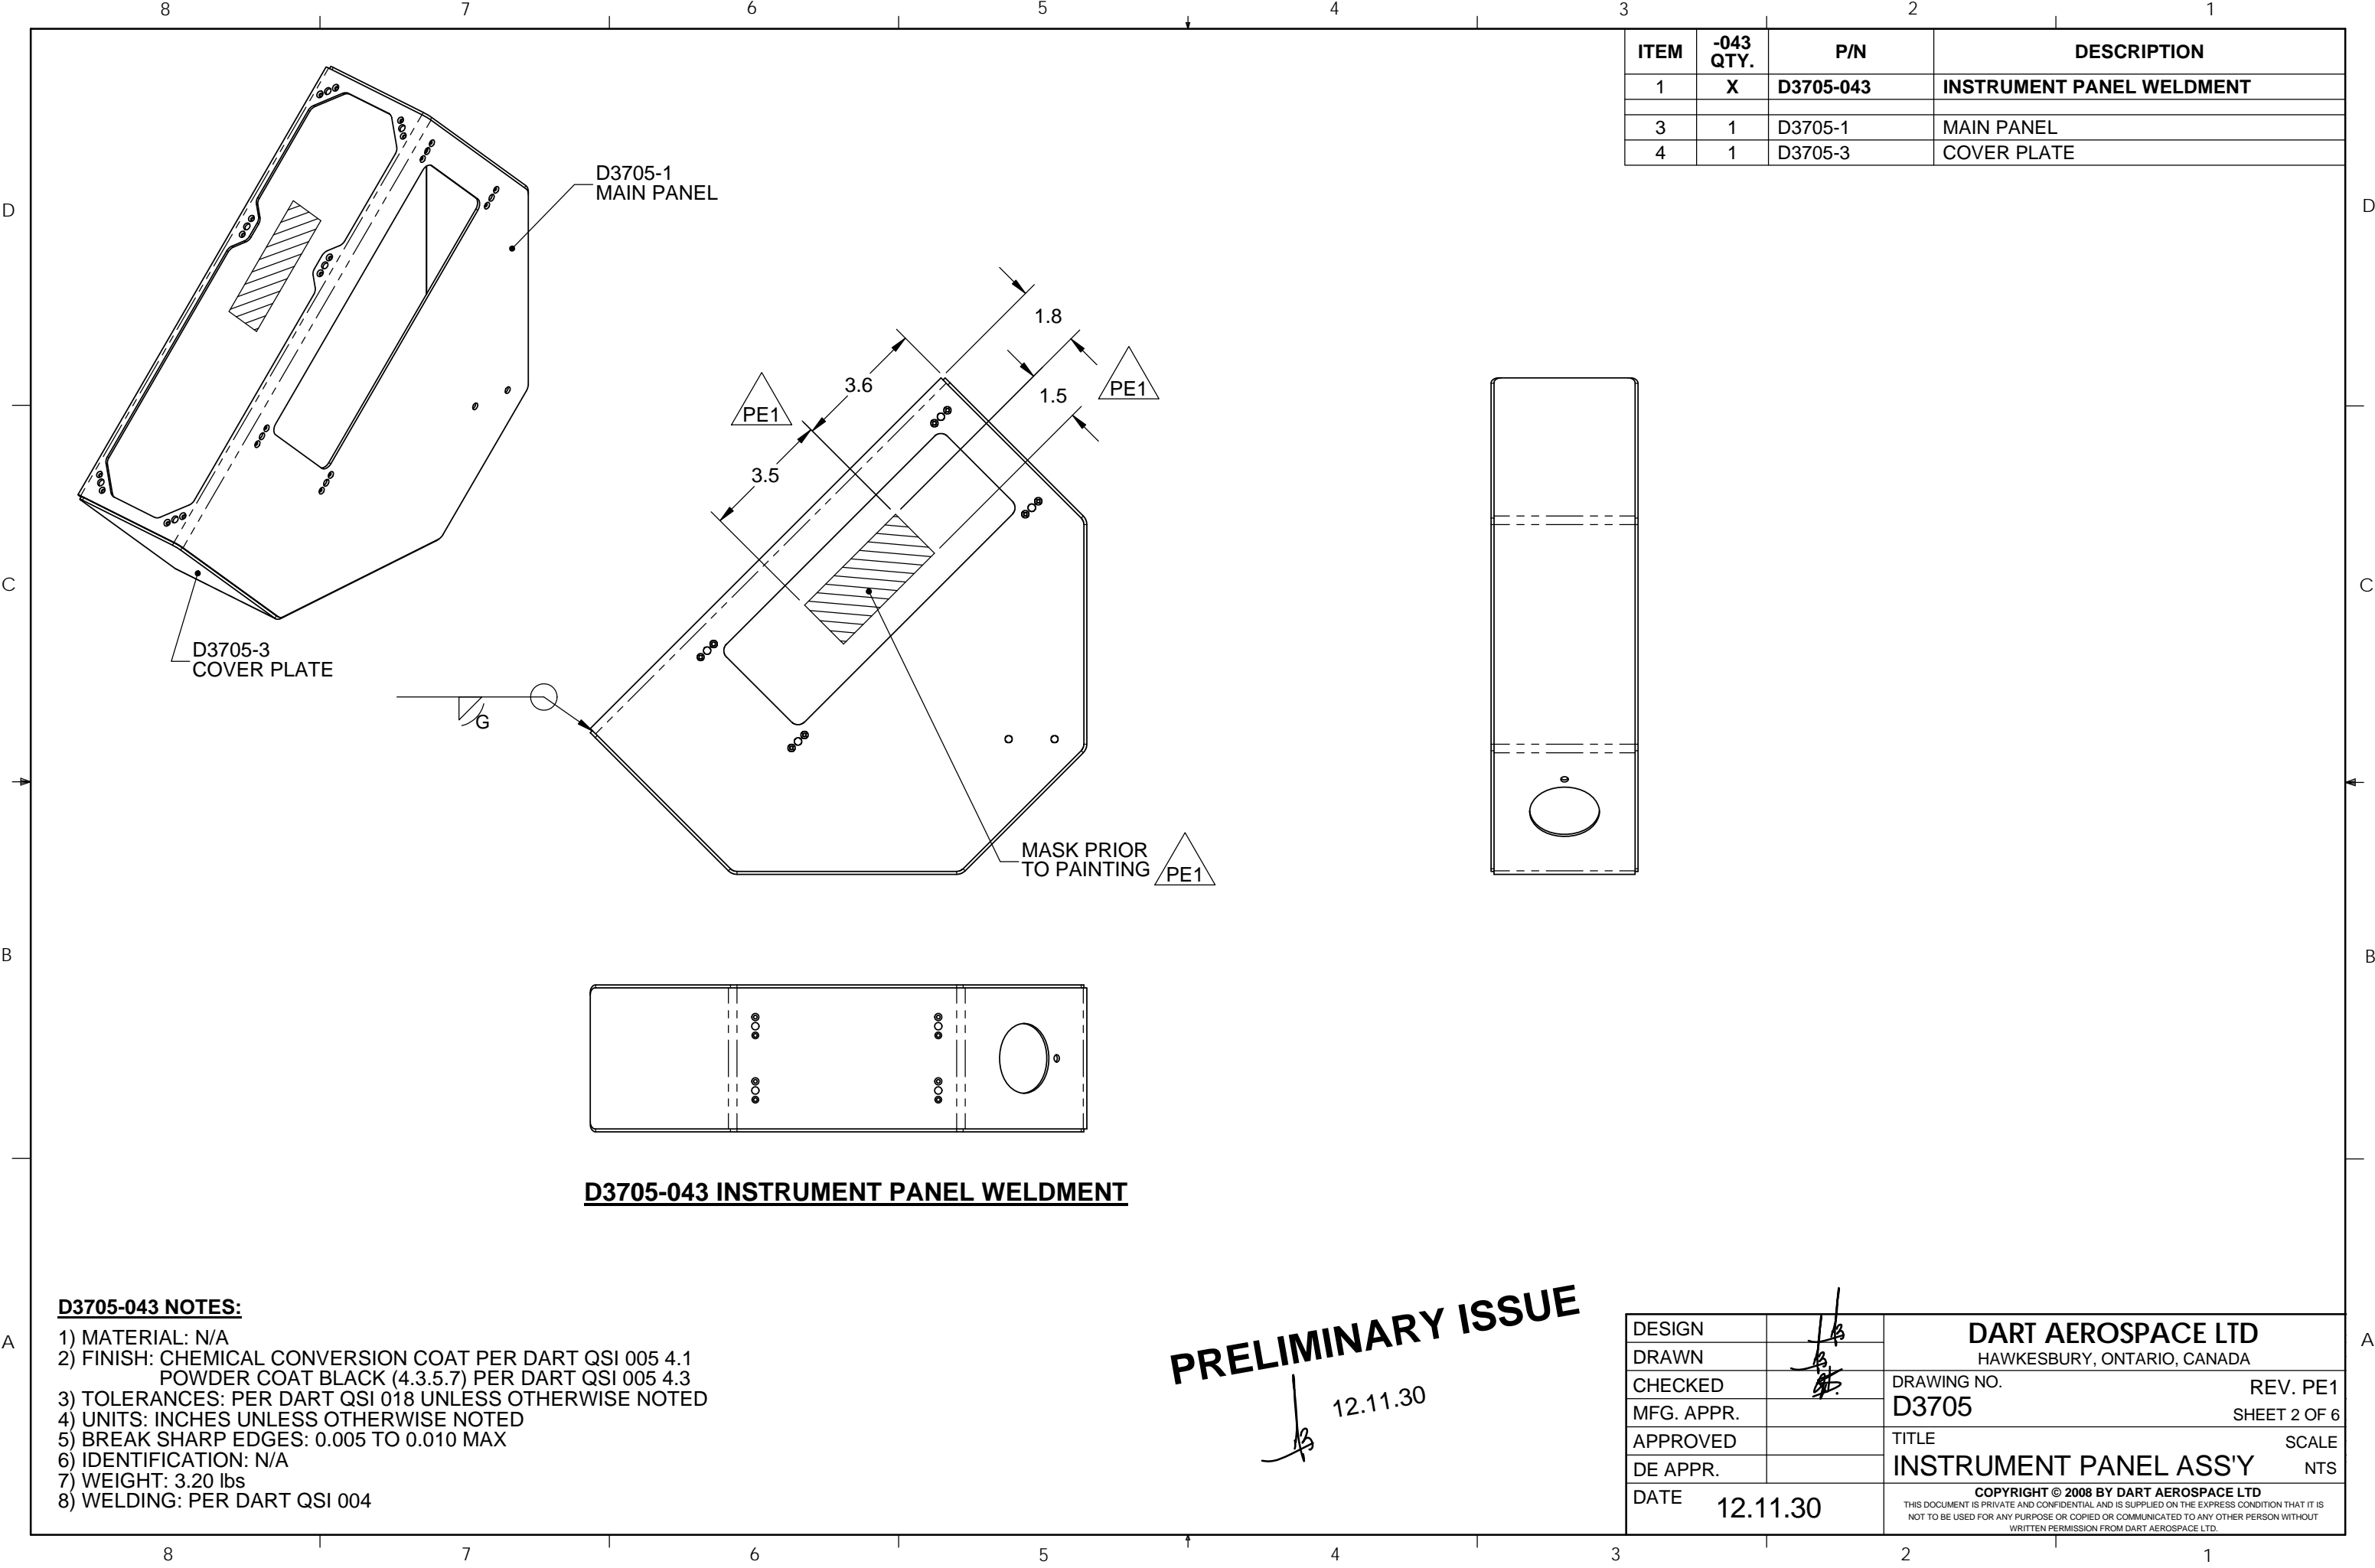 8 7 6 5 4 3 2 1
ITEM -043 QTY. P/N DESCRIPTION
1 X D3705-043 INSTRUMENT PANEL WELDMENT
3 1 D3705-1 MAIN PANEL
4 1 D3705-3 COVER PLATE
D3705-1
MAIN PANEL
D D
1.8
3.6
PE1
1.5
PE1
3.5
C C
D3705-3
COVER PLATE
G
MASK PRIOR
TO PAINTING
PE1
B B
D3705-043 INSTRUMENT PANEL WELDMENT
D3705-043 NOTES:
1) MATERIAL: N/A
2) FINISH: CHEMICAL CONVERSION COAT PER DART QSI 005 4.1
POWDER COAT BLACK (4.3.5.7) PER DART QSI 005 4.3
3) TOLERANCES: PER DART QSI 018 UNLESS OTHERWISE NOTED
4) UNITS: INCHES UNLESS OTHERWISE NOTED
5) BREAK SHARP EDGES: 0.005 TO 0.010 MAX
6) IDENTIFICATION: N/A
7) WEIGHT: 3.20 lbs
8) WELDING: PER DART QSI 004
PRELIMINARY ISSUE
12.11.30
A A
DESIGN
DRAWN
CHECKED
MFG. APPR.
APPROVED
DE APPR.
DATE 12.11.30
DART AEROSPACE LTD
HAWKESBURY, ONTARIO, CANADA
DRAWING NO. REV. PE1
D3705 SHEET 2 OF 6
TITLE SCALE
INSTRUMENT PANEL ASS'Y NTS
COPYRIGHT © 2008 BY DART AEROSPACE LTD
THIS DOCUMENT IS PRIVATE AND CONFIDENTIAL AND IS SUPPLIED ON THE EXPRESS CONDITION THAT IT IS
NOT TO BE USED FOR ANY PURPOSE OR COPIED OR COMMUNICATED TO ANY OTHER PERSON WITHOUT
WRITTEN PERMISSION FROM DART AEROSPACE LTD.
8 7 6 5 4 3 2 1